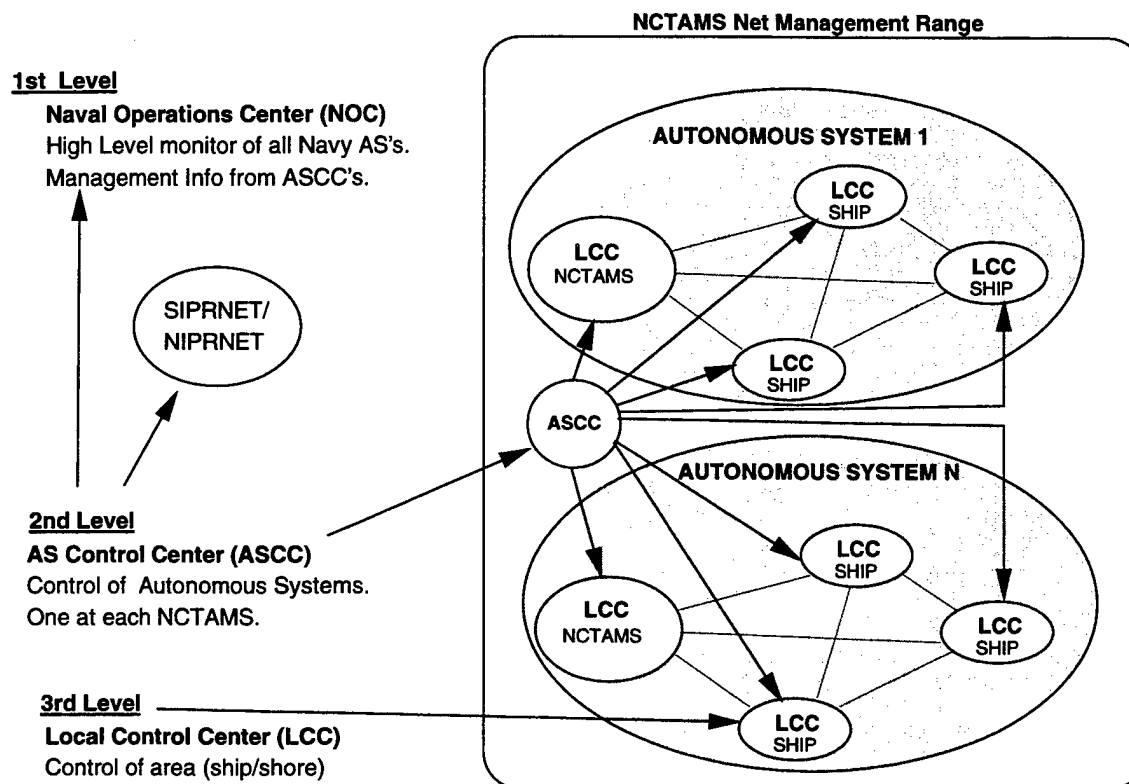 NCTAMS Net Management Range
1st Level
Naval Operations Center (NOC)
High Level monitor of all Navy AS's.
Management Info from ASCC's.
SIPRNET/
NIPRNET
2nd Level
AS Control Center (ASCC)
Control of Autonomous Systems.
One at each NCTAMS.
3rd Level
Local Control Center (LCC)
Control of area (ship/shore)
AUTONOMOUS SYSTEM 1
LCC
SHIP
LCC
NCTAMS
LCC
SHIP
LCC
SHIP
ASCC
AUTONOMOUS SYSTEM N
LCC
SHIP
LCC
NCTAMS
LCC
SHIP
LCC
SHIP